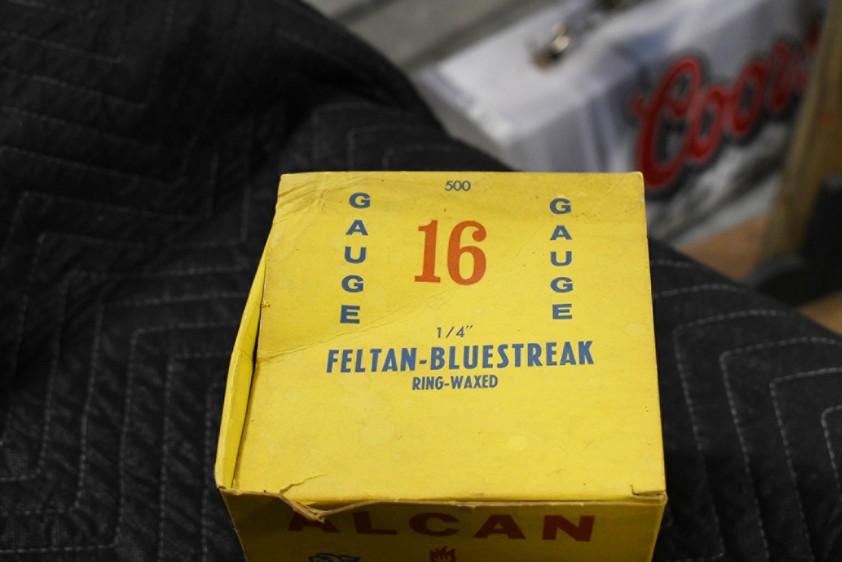 Coors
500
GAUGE
16
GAUGE
1/4"
FELTAN-BLUESTREAK
RING-WAXED
ALCAN